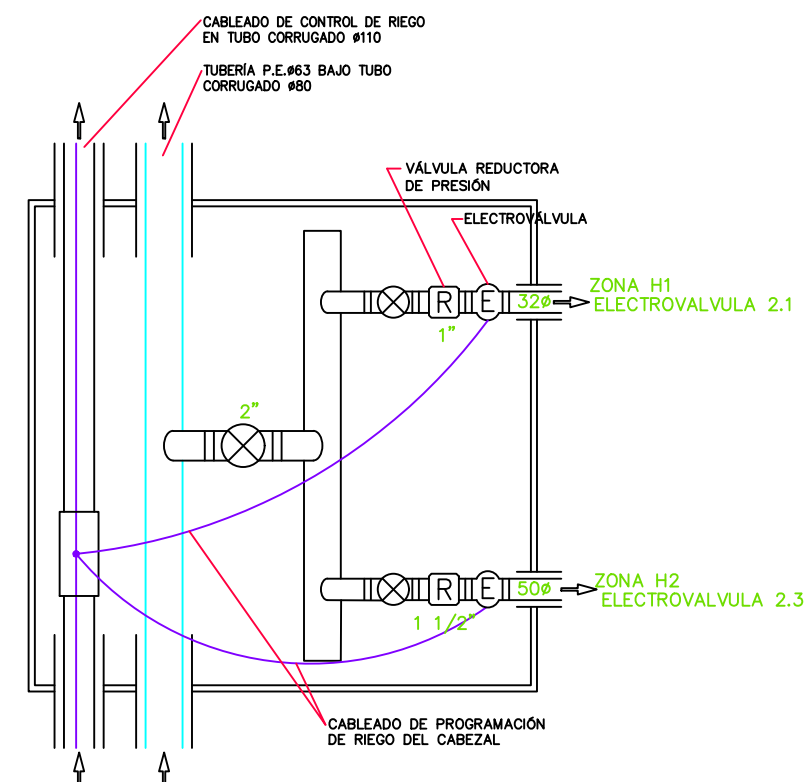 CABLEADO DE CONTROL DE RIEGO
EN TUBO CORRUGADO ø110
TUBERÍA P.E.ø63 BAJO TUBO
CORRUGADO ø80
VÁLVULA REDUCTORA
DE PRESIÓN
ELECTROVÁLVULA
R
E
32ø
ZONA H1
ELECTROVALVULA 2.1
1"
2"
R
E
50ø
ZONA H2
ELECTROVALVULA 2.3
1 1/2"
CABLEADO DE PROGRAMACIÓN
DE RIEGO DEL CABEZAL